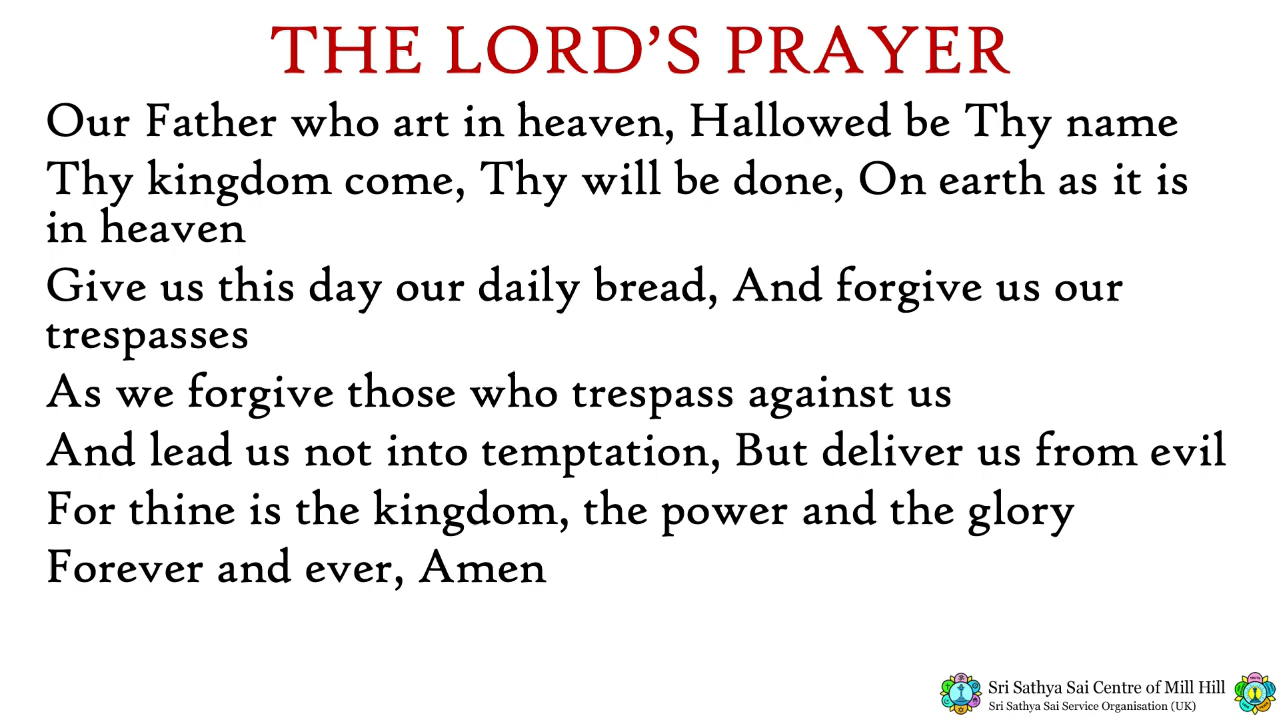 THE LORD’S PRAYER
Our Father who art in heaven, Hallowed be Thy name
Thy kingdom come, Thy will be done, On earth as it is
in heaven
Give us this day our daily bread, And forgive us our
trespasses
As we forgive those who trespass against us
And lead us not into temptation, But deliver us from evil
For thine is the kingdom, the power and the glory
Forever and ever, Amen
Sri Sathya Sai Centre of Mill Hill
Sri Sathya Sai Service Organisation (UK)